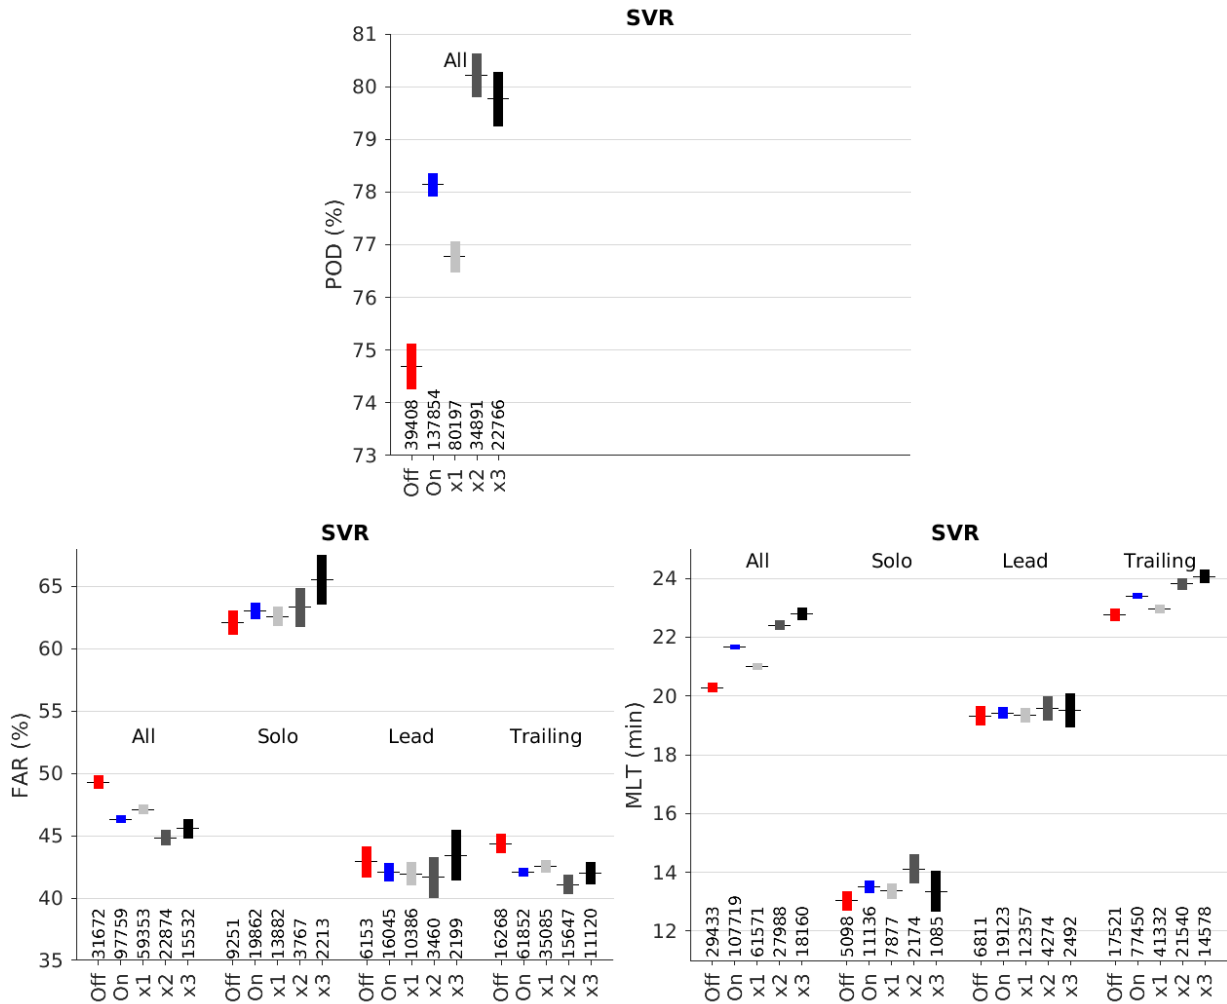 SVR
POD (%)
81
80
79
78
77
76
75
74
73
All
39408
137854
80197
34891
22766
Off
On
x1
x2
x3
SVR
FAR (%)
65
60
55
50
45
40
35
All
Solo
Lead
Trailing
31672
97759
59353
22874
15532
9251
19862
13882
3767
2213
6153
16045
10386
3460
2199
16268
61852
35085
15647
11120
Off
On
x1
x2
x3
Off
On
x1
x2
x3
Off
On
x1
x2
x3
Off
On
x1
x2
x3
SVR
MLT (min)
24
22
20
18
16
14
12
All
Solo
Lead
Trailing
29433
107719
61571
27988
18160
5098
11136
7877
2174
1085
6811
19123
12357
4274
2492
17521
77450
41332
21540
14578
Off
On
x1
x2
x3
Off
On
x1
x2
x3
Off
On
x1
x2
x3
Off
On
x1
x2
x3